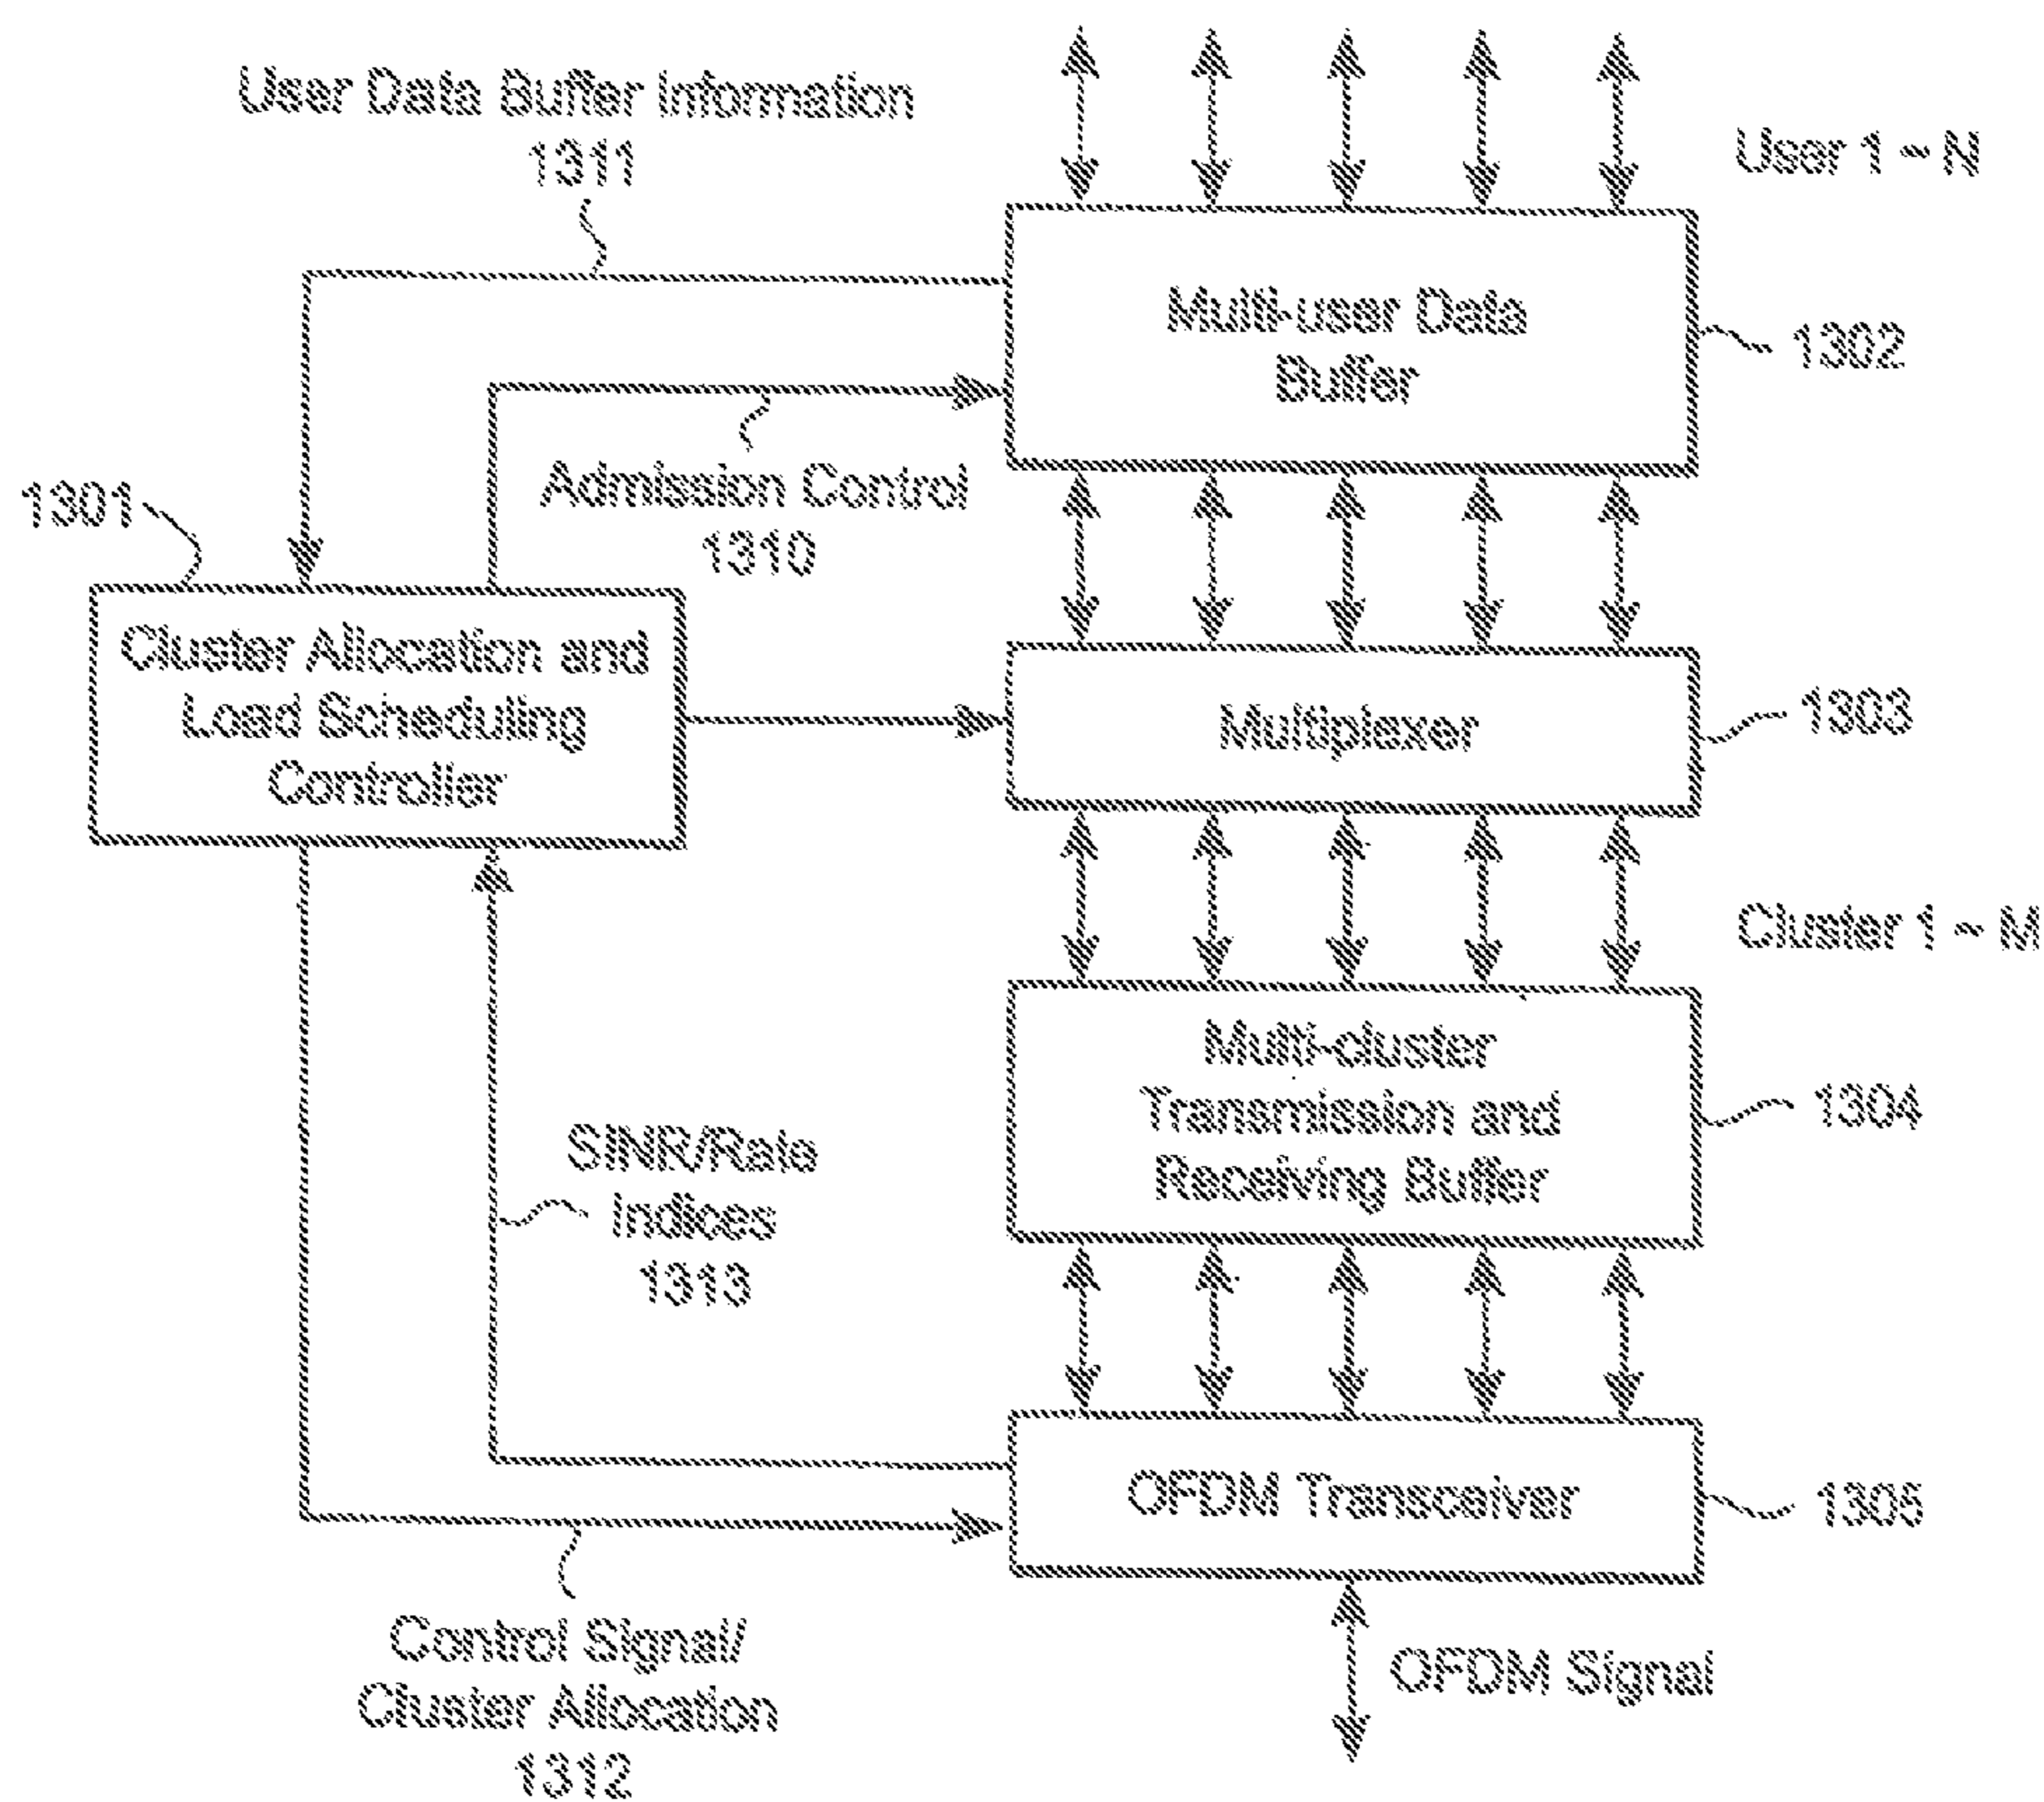 User Data Buffer Information
1311
User 1 ~ N
Multi-user Data
Buffer
1302
Admission Control
1310
1301
Cluster Allocation and
Load Scheduling
Controller
Multiplexer
1303
Cluster 1 ~ M
Multi-cluster
Transmission and
Receiving Buffer
1304
SINR/Rate
Indices
1313
OFDM Transceiver
1305
Control Signal/
Cluster Allocation
1312
OFDM Signal